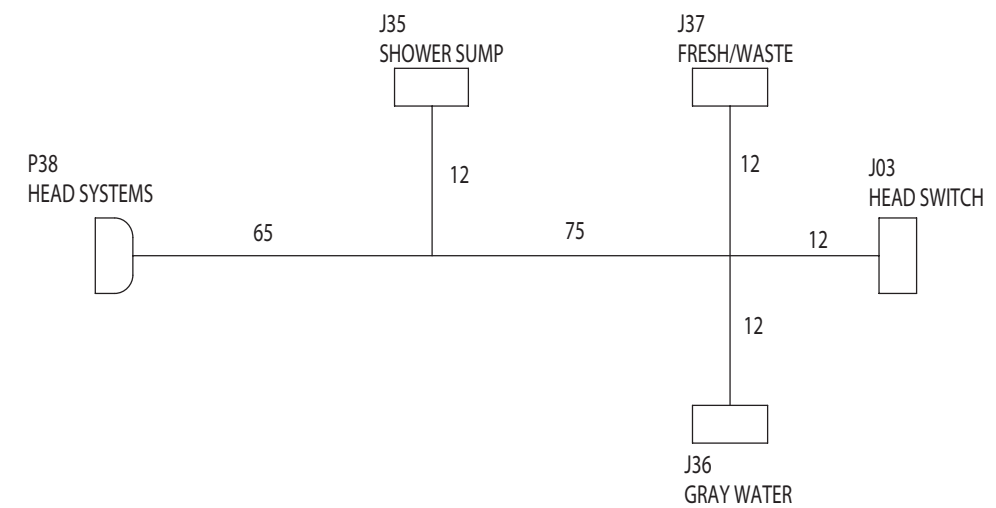 J35
SHOWER SUMP
J37
FRESH/WASTE
P38
HEAD SYSTEMS
12
12
J03
HEAD SWITCH
65
75
12
12
J36
GRAY WATER